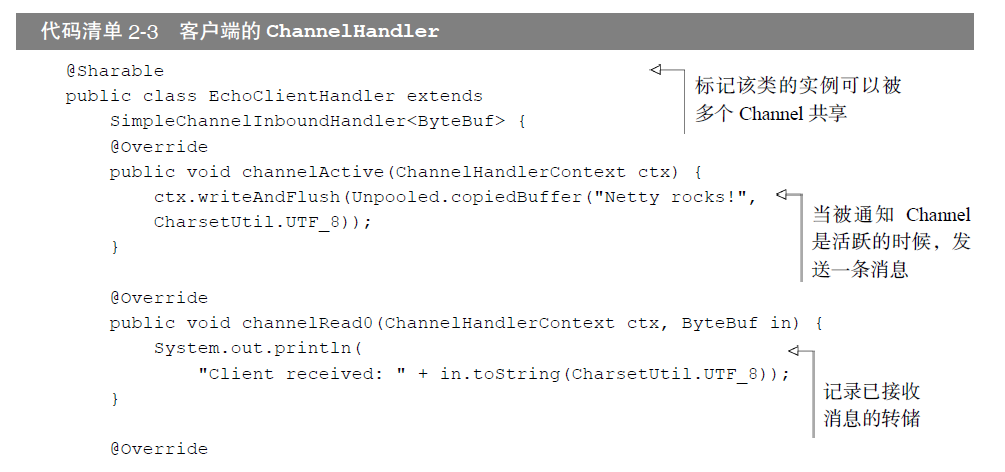 代码清单 2-3 客户端的 ChannelHandler
@Sharable
public class EchoClientHandler extends
SimpleChannelInboundHandler<ByteBuf> {
@Override
public void channelActive(ChannelHandlerContext ctx) {
ctx.writeAndFlush(Unpooled.copiedBuffer("Netty rocks!",
CharsetUtil.UTF_8));
}
@Override
public void channelRead0(ChannelHandlerContext ctx, ByteBuf in) {
System.out.println(
"Client received: " + in.toString(CharsetUtil.UTF_8));
}
@Override
标记该类的实例可以被
多个 Channel 共享
当被通知 Channel
是活跃的时候，发
送一条消息
记录已接收
消息的转储